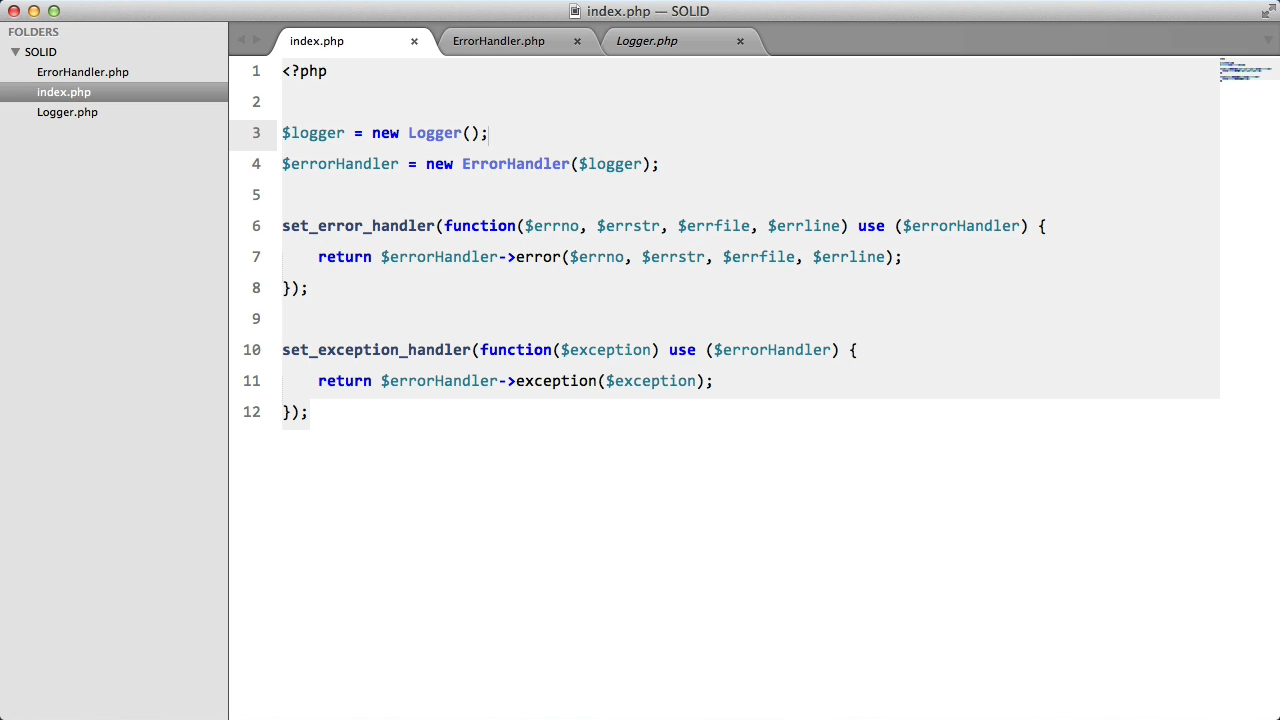 index.php — SOLID
FOLDERS
SOLID
ErrorHandler.php
index.php
Logger.php
index.php × ErrorHandler.php × Logger.php ×
1 <?php
2
3 $logger = new Logger();
4 $errorHandler = new ErrorHandler($logger);
5
6 set_error_handler(function($errno, $errstr, $errfile, $errline) use ($errorHandler) {
7     return $errorHandler->error($errno, $errstr, $errfile, $errline);
8 });
9
10 set_exception_handler(function($exception) use ($errorHandler) {
11     return $errorHandler->exception($exception);
12 });